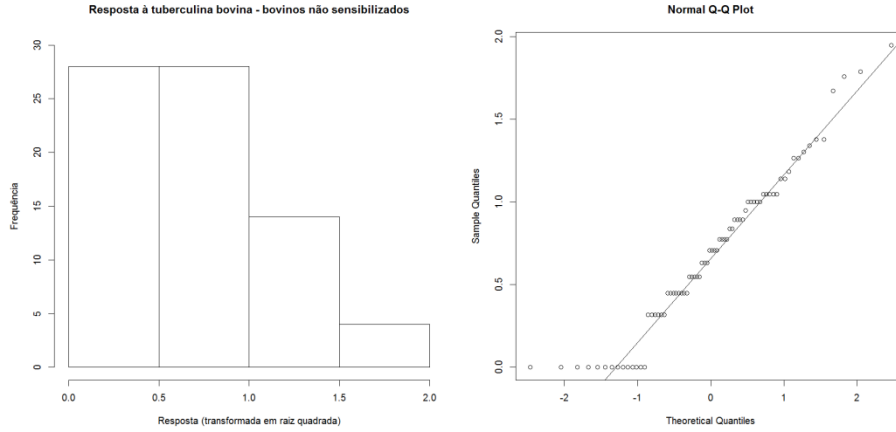 Resposta à tuberculina bovina - bovinos não sensibilizados
Frequência
30
25
20
15
10
5
0
0.0 0.5 1.0 1.5 2.0
Resposta (transformada em raiz quadrada)
Normal Q-Q Plot
Sample Quantiles
2.0
1.5
1.0
0.5
0.0
-2 -1 0 1 2
Theoretical Quantiles